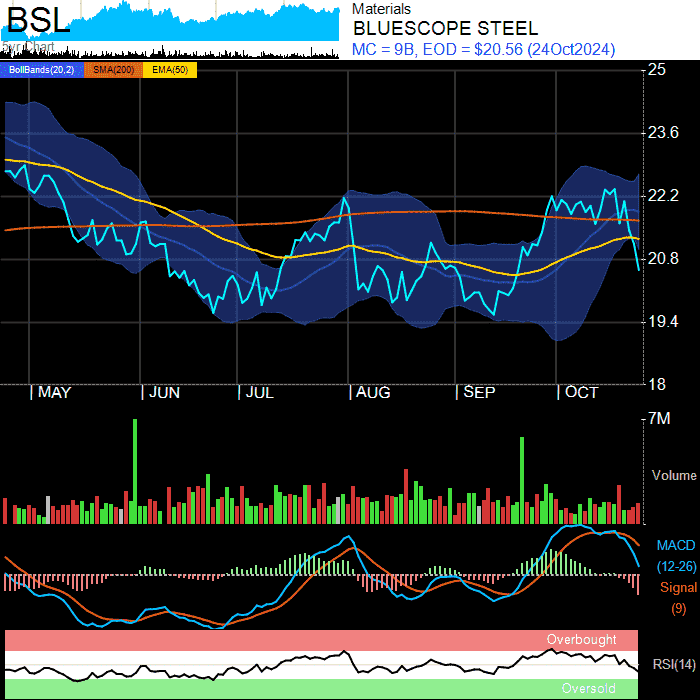 BSL
Materials
BLUESCOPE STEEL
MC = 9B, EOD = $20.56 (24Oct2024)
BollBands(20,2) SMA(200) EMA(50)
25
23.6
22.2
20.8
19.4
18
MAY JUN JUL AUG SEP OCT
7M
Volume
MACD
(12-26)
Signal
(9)
Overbought
RSI(14)
Oversold